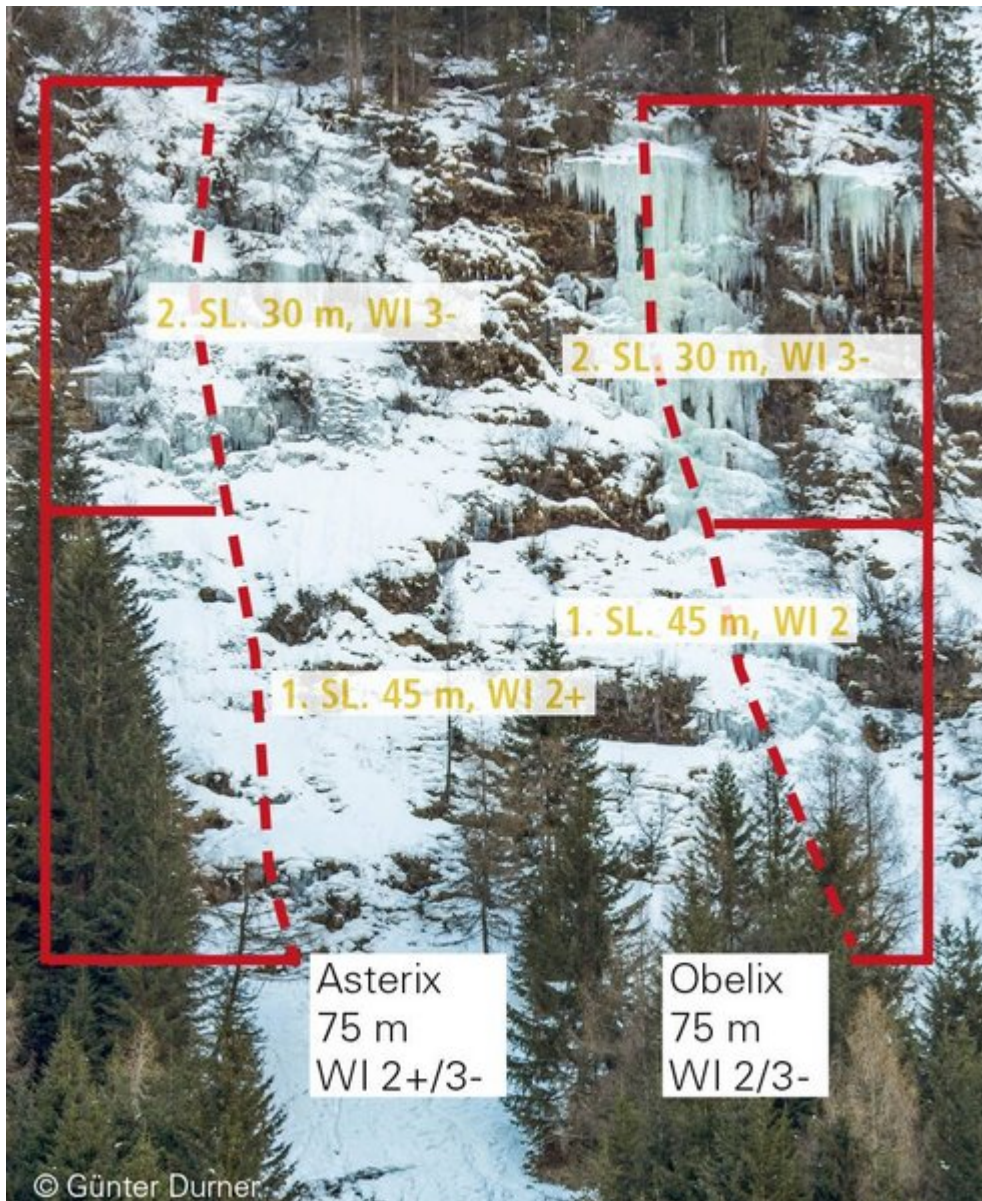 2. SL. 30 m, WI 3-
2. SL. 30 m, WI 3-
1. SL. 45 m, WI 2
1. SL. 45 m, WI 2+
Asterix
75 m
WI 2+/3-
Obelix
75 m
WI 2/3-
© Günter Durner